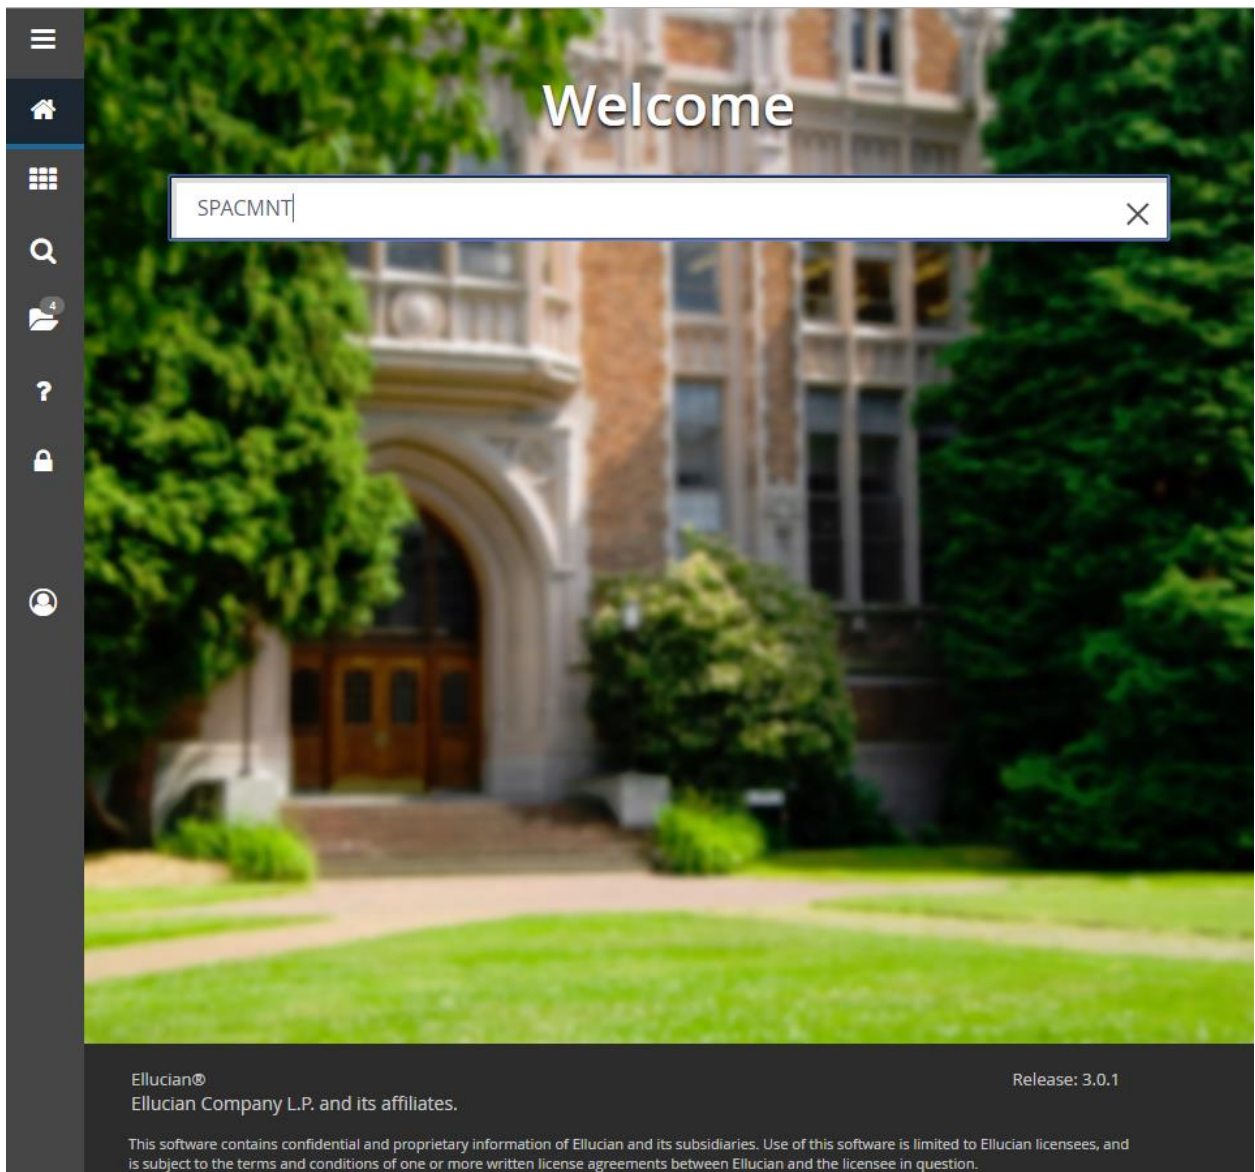 Welcome
SPACMNT
4
?
Ellucian®
Release: 3.0.1
Ellucian Company L.P. and its affiliates.
This software contains confidential and proprietary information of Ellucian and its subsidiaries. Use of this software is limited to Ellucian licensees, and
is subject to the terms and conditions of one or more written license agreements between Ellucian and the licensee in question.